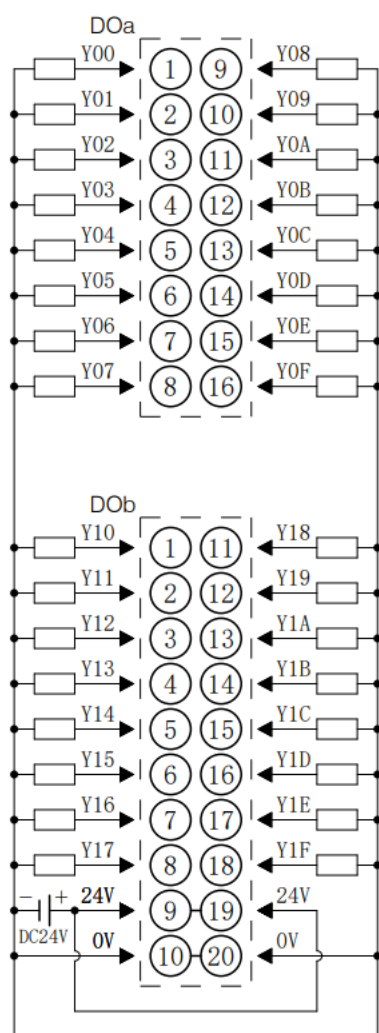 DOa
Y00 1 9 Y08
Y01 2 10 Y09
Y02 3 11 Y0A
Y03 4 12 Y0B
Y04 5 13 Y0C
Y05 6 14 Y0D
Y06 7 15 Y0E
Y07 8 16 Y0F
DOb
Y10 1 11 Y18
Y11 2 12 Y19
Y12 3 13 Y1A
Y13 4 14 Y1B
Y14 5 15 Y1C
Y15 6 16 Y1D
Y16 7 17 Y1E
Y17 8 18 Y1F
− + 24V 9 19 24V
DC24V 0V 10 20 0V